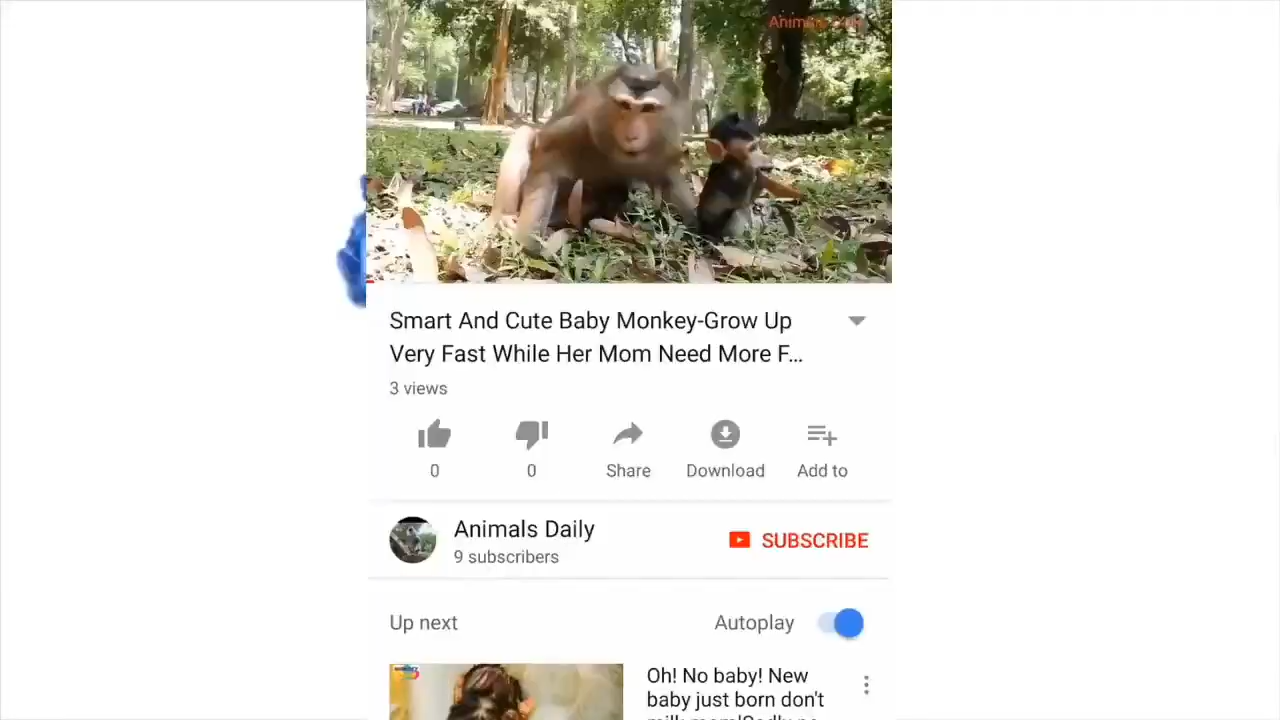 Animals Daily
Smart And Cute Baby Monkey-Grow Up
Very Fast While Her Mom Need More F...
3 views
0
0
Share
Download
Add to
Animals Daily
9 subscribers
SUBSCRIBE
Up next
Autoplay
Oh! No baby! New
baby just born don't